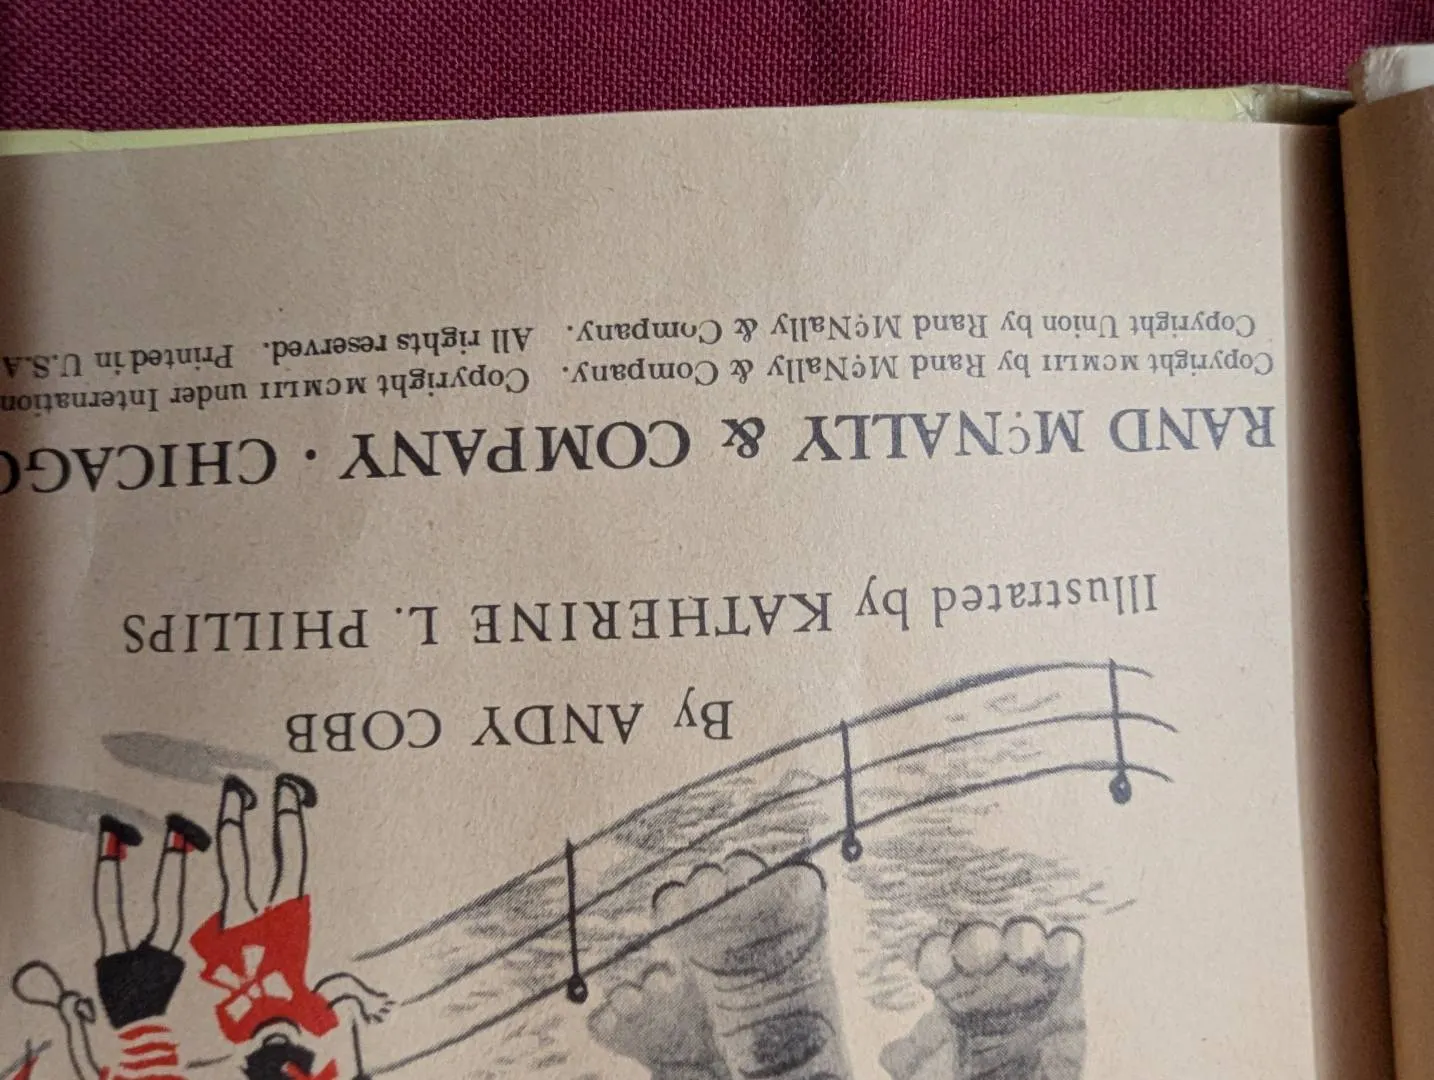 By ANDY COBB
Illustrated by KATHERINE L. PHILLIPS
RAND MCNALLY & COMPANY · CHICAGO
Copyright MCMLII by Rand McNally & Company. Copyright MCMLII under Internation
Copyright Union by Rand McNally & Company. All rights reserved. Printed in U.S.A